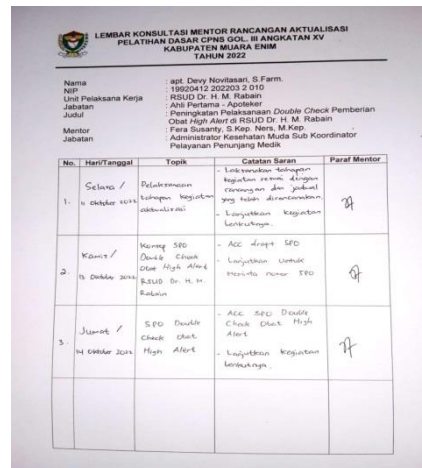 LEMBAR KONSULTASI MENTOR RANCANGAN AKTUALISASI
PELATIHAN DASAR CPNS GOL. III ANGKATAN XV
KABUPATEN MUARA ENIM
TAHUN 2022
Nama : apt. Devy Novitasari, S.Farm.
NIP : 19920412 202203 2 010
Unit Pelaksana Kerja : RSUD Dr. H. M. Rabain
Jabatan : Ahli Pertama - Apoteker
Judul : Peningkatan Pelaksanaan Double Check Pemberian
Obat High Alert di RSUD Dr. H. M. Rabain
Mentor : Fera Susanty, S.Kep. Ners, M.Kep.
Jabatan : Administrator Kesehatan Muda Sub Koordinator
Pelayanan Penunjang Medik
No. Hari/Tanggal Topik Catatan Saran Paraf Mentor
1. Selasa /
11 Oktober 2022
Pelaksanaan
tahapan kegiatan
aktualisasi
- Laksanakan tahapan
kegiatan sesuai dengan
rancangan dan jadwal
yang telah direncanakan.
- Lanjutkan kegiatan
berikutnya.
2. Kamis /
13 Oktober 2022
Konsep SPO
Double Check
Obat High Alert
RSUD Dr. H. M.
Rabain
- Acc draft SPO
- Lanjutkan untuk
meminta nomor SPO
3. Jumat /
14 Oktober 2022
SPO Double
Check Obat
High Alert
- Acc SPO Double
Check Obat High
Alert
- Lanjutkan kegiatan
berikutnya.